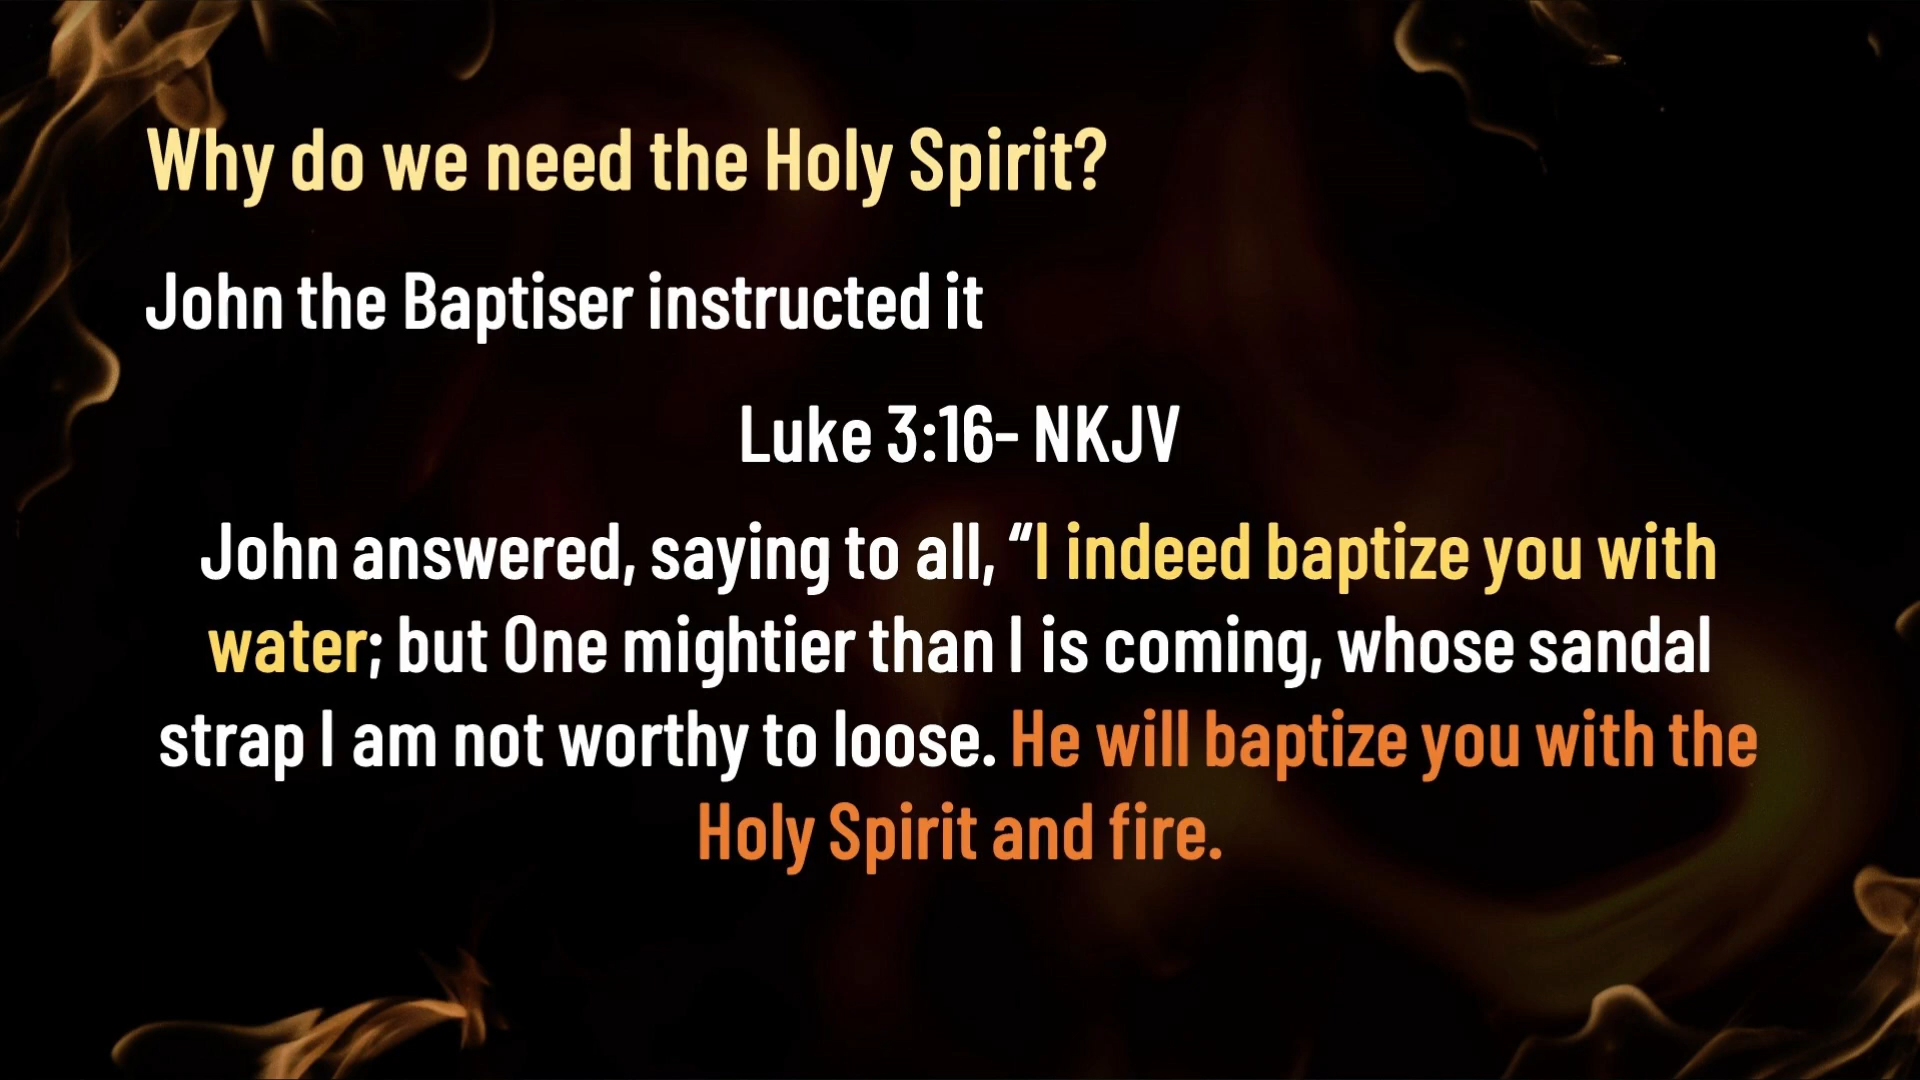 Why do we need the Holy Spirit?
John the Baptiser instructed it
Luke 3:16- NKJV
John answered, saying to all, “I indeed baptize you with
water; but One mightier than I is coming, whose sandal
strap I am not worthy to loose. He will baptize you with the
Holy Spirit and fire.